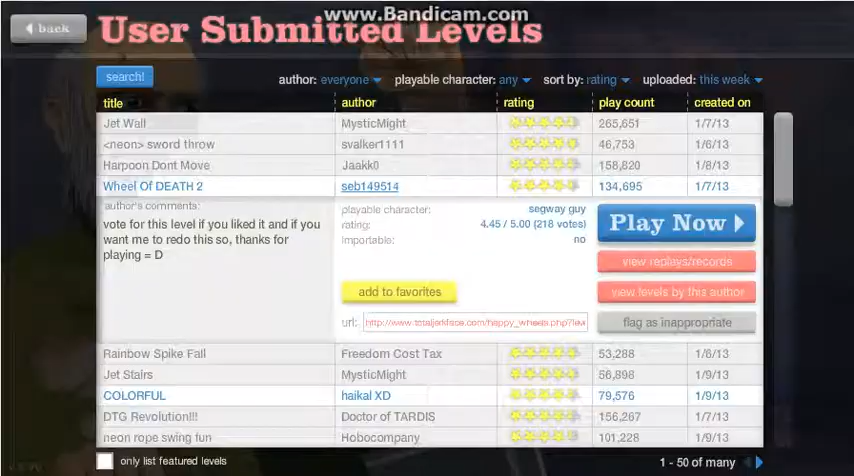 www.Bandicam.com
back
User Submitted Levels
search!
author: everyone playable character: any sort by: rating uploaded: this week
title author rating play count created on
Jet Wall MysticMight 265,651 1/7/13
<neon> sword throw svalker1111 46,753 1/6/13
Harpoon Dont Move Jaakk0 158,820 1/8/13
Wheel Of DEATH 2 seb149514 134,695 1/7/13
author's comments:
vote for this level if you liked it and if you
want me to redo this so, thanks for
playing = D
playable character: segway guy
rating: 4.45 / 5.00 (218 votes)
importable: no
add to favorites
url: http://www.totaljerkface.com/happy_wheels.php?lev
Play Now
view replays/records
view levels by this author
flag as inappropriate
Rainbow Spike Fall Freedom Cost Tax 53,288 1/6/13
Jet Stairs MysticMight 56,898 1/9/13
COLORFUL haikal XD 79,576 1/9/13
DTG Revolution!!! Doctor of TARDIS 156,267 1/7/13
neon rope swing fun Hobocompany 101,228 1/9/13
only list featured levels 1 - 50 of many